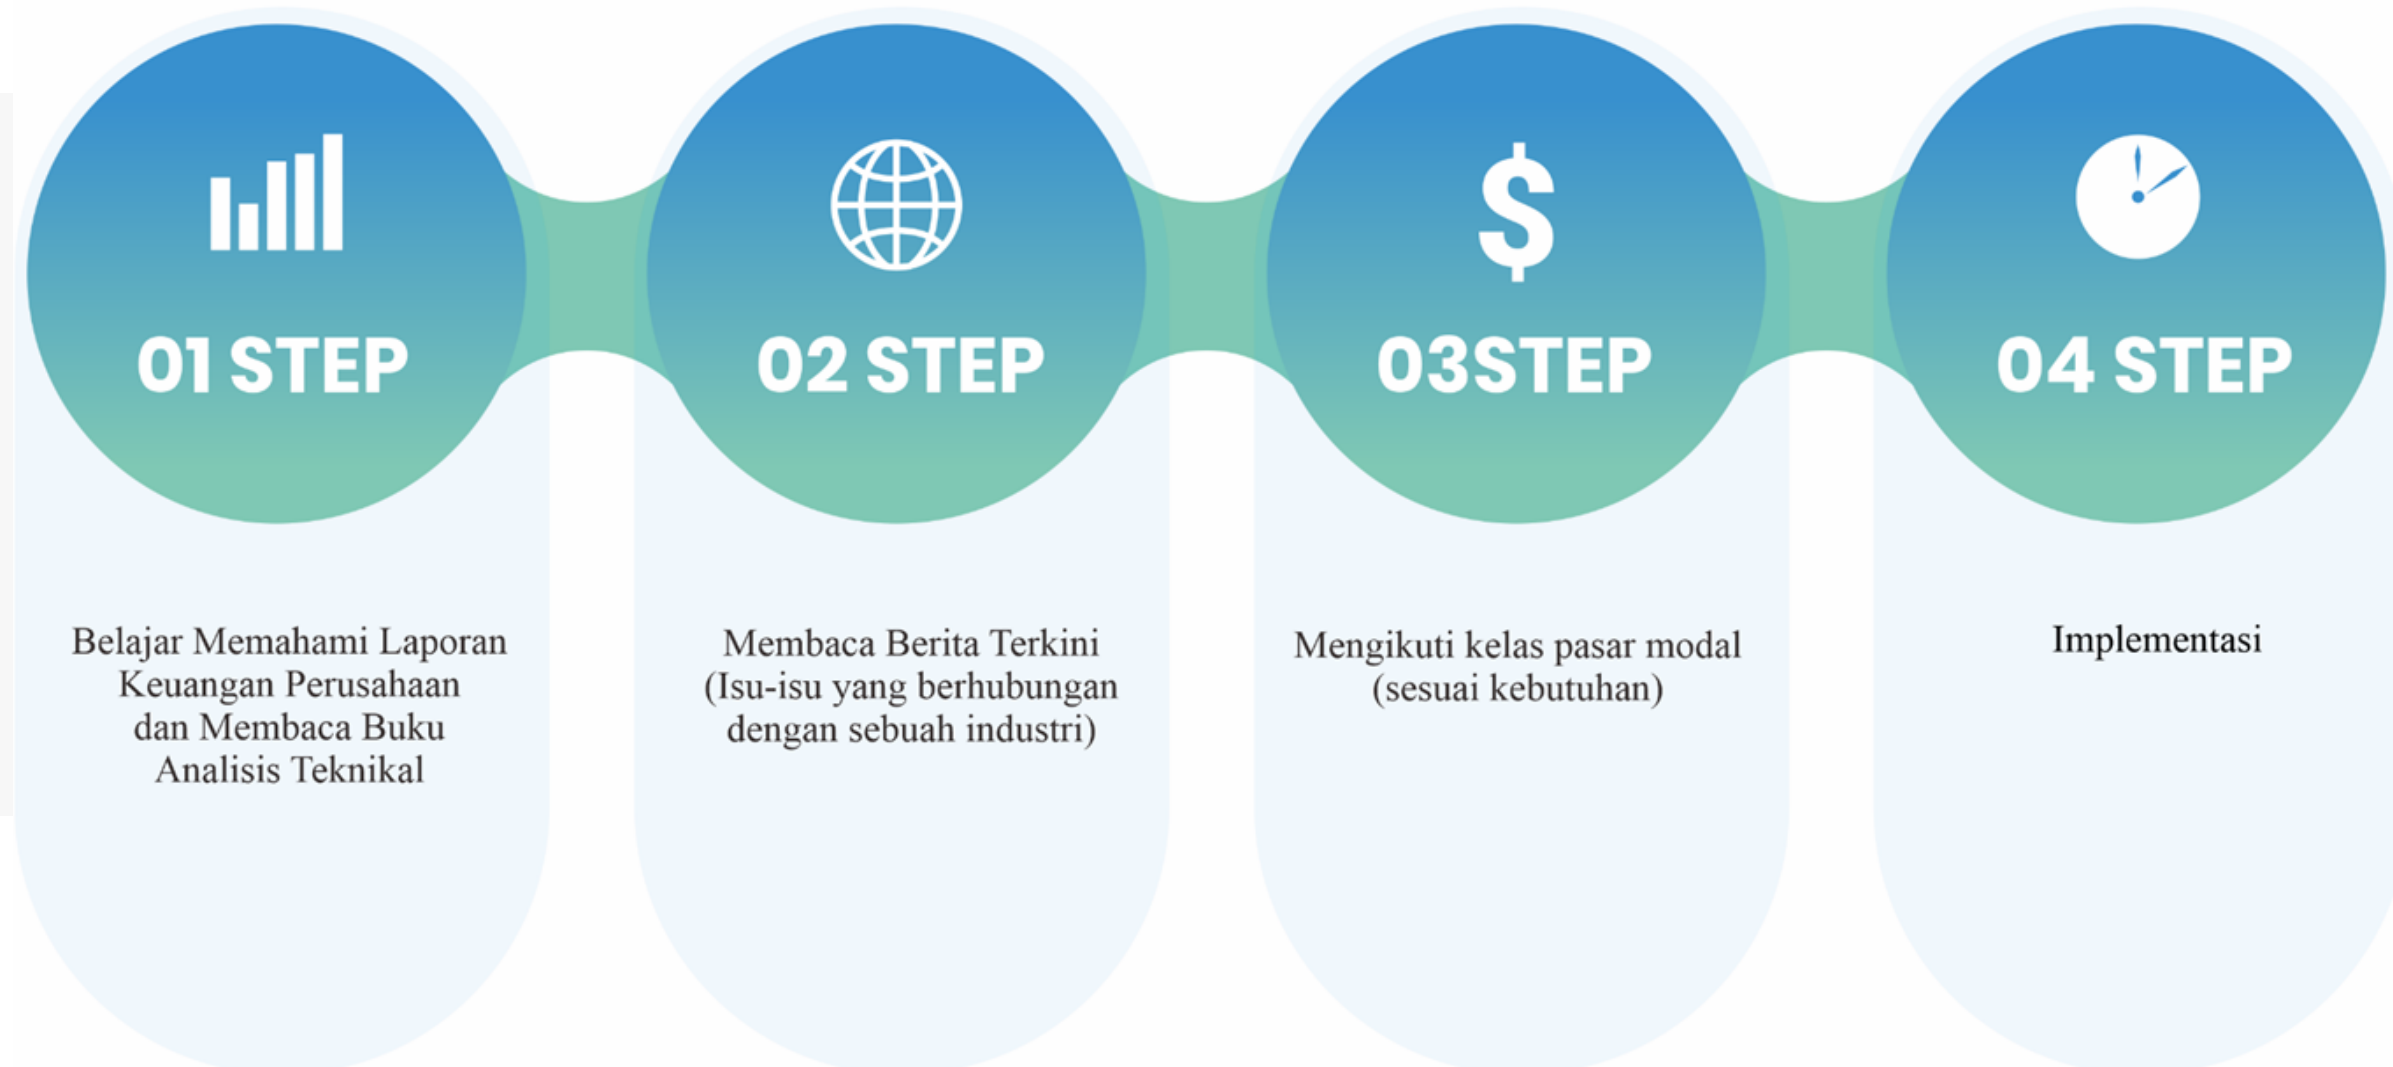 01 STEP
Belajar Memahami Laporan
Keuangan Perusahaan
dan Membaca Buku
Analisis Teknikal
02 STEP
Membaca Berita Terkini
(Isu-isu yang berhubungan
dengan sebuah industri)
03STEP
Mengikuti kelas pasar modal
(sesuai kebutuhan)
04 STEP
Implementasi